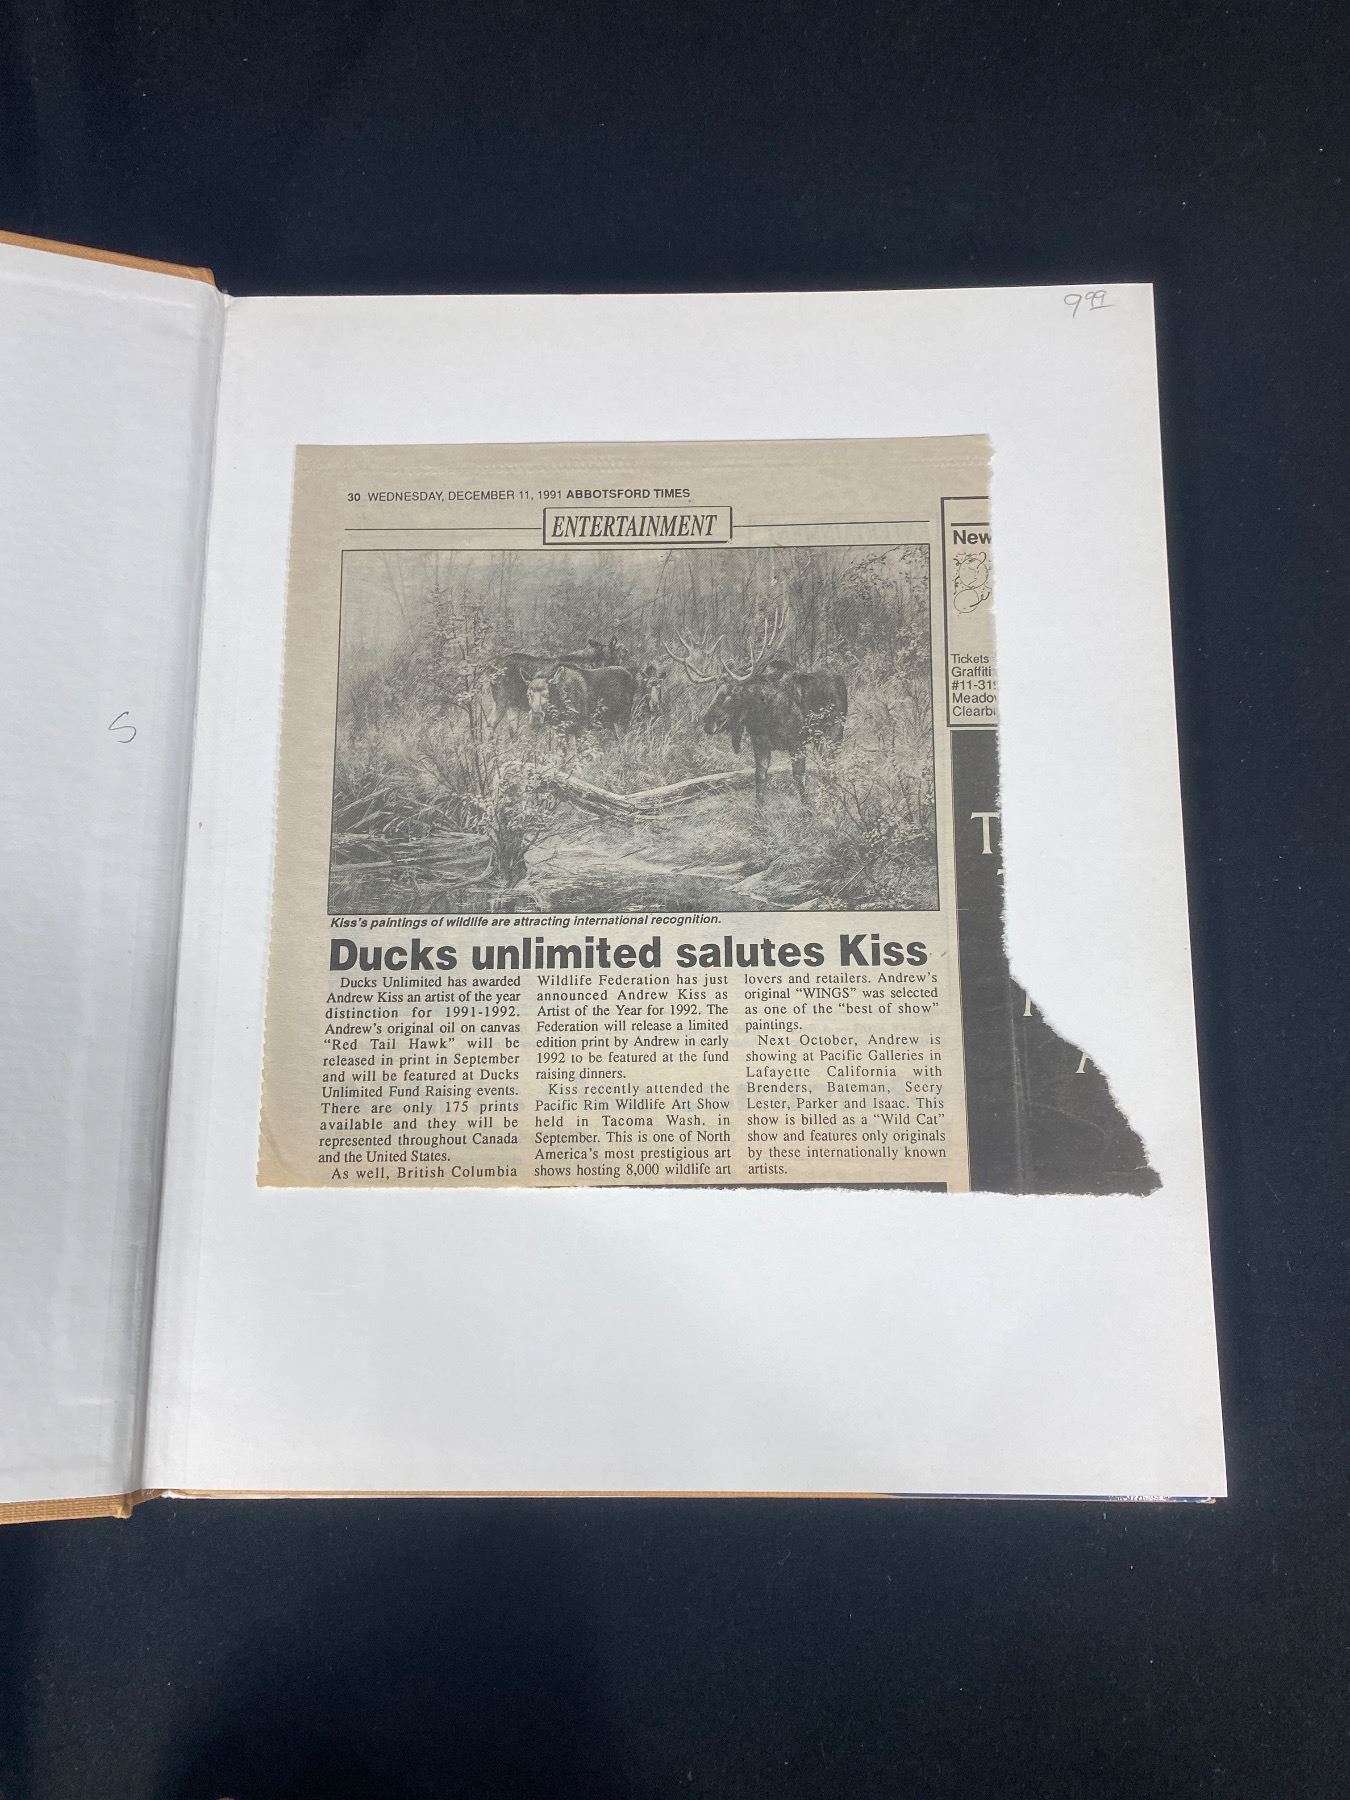 9⁹⁹
S
30 WEDNESDAY, DECEMBER 11, 1991 ABBOTSFORD TIMES
ENTERTAINMENT
Kiss's paintings of wildlife are attracting international recognition.
Ducks unlimited salutes Kiss
Ducks Unlimited has awarded
Andrew Kiss an artist of the year
distinction for 1991-1992.
Andrew's original oil on canvas
"Red Tail Hawk" will be
released in print in September
and will be featured at Ducks
Unlimited Fund Raising events.
There are only 175 prints
available and they will be
represented throughout Canada
and the United States.
As well, British Columbia
Wildlife Federation has just
announced Andrew Kiss as
Artist of the Year for 1992. The
Federation will release a limited
edition print by Andrew in early
1992 to be featured at the fund
raising dinners.
Kiss recently attended the
Pacific Rim Wildlife Art Show
held in Tacoma Wash. in
September. This is one of North
America's most prestigious art
shows hosting 8,000 wildlife art
lovers and retailers. Andrew's
original "WINGS" was selected
as one of the "best of show"
paintings.
Next October, Andrew is
showing at Pacific Galleries in
Lafayette California with
Brenders, Bateman, Seery
Lester, Parker and Isaac. This
show is billed as a "Wild Cat"
show and features only originals
by these internationally known
artists.
New
Tickets
Graffiti
#11-319
Meadow
Clearb
T